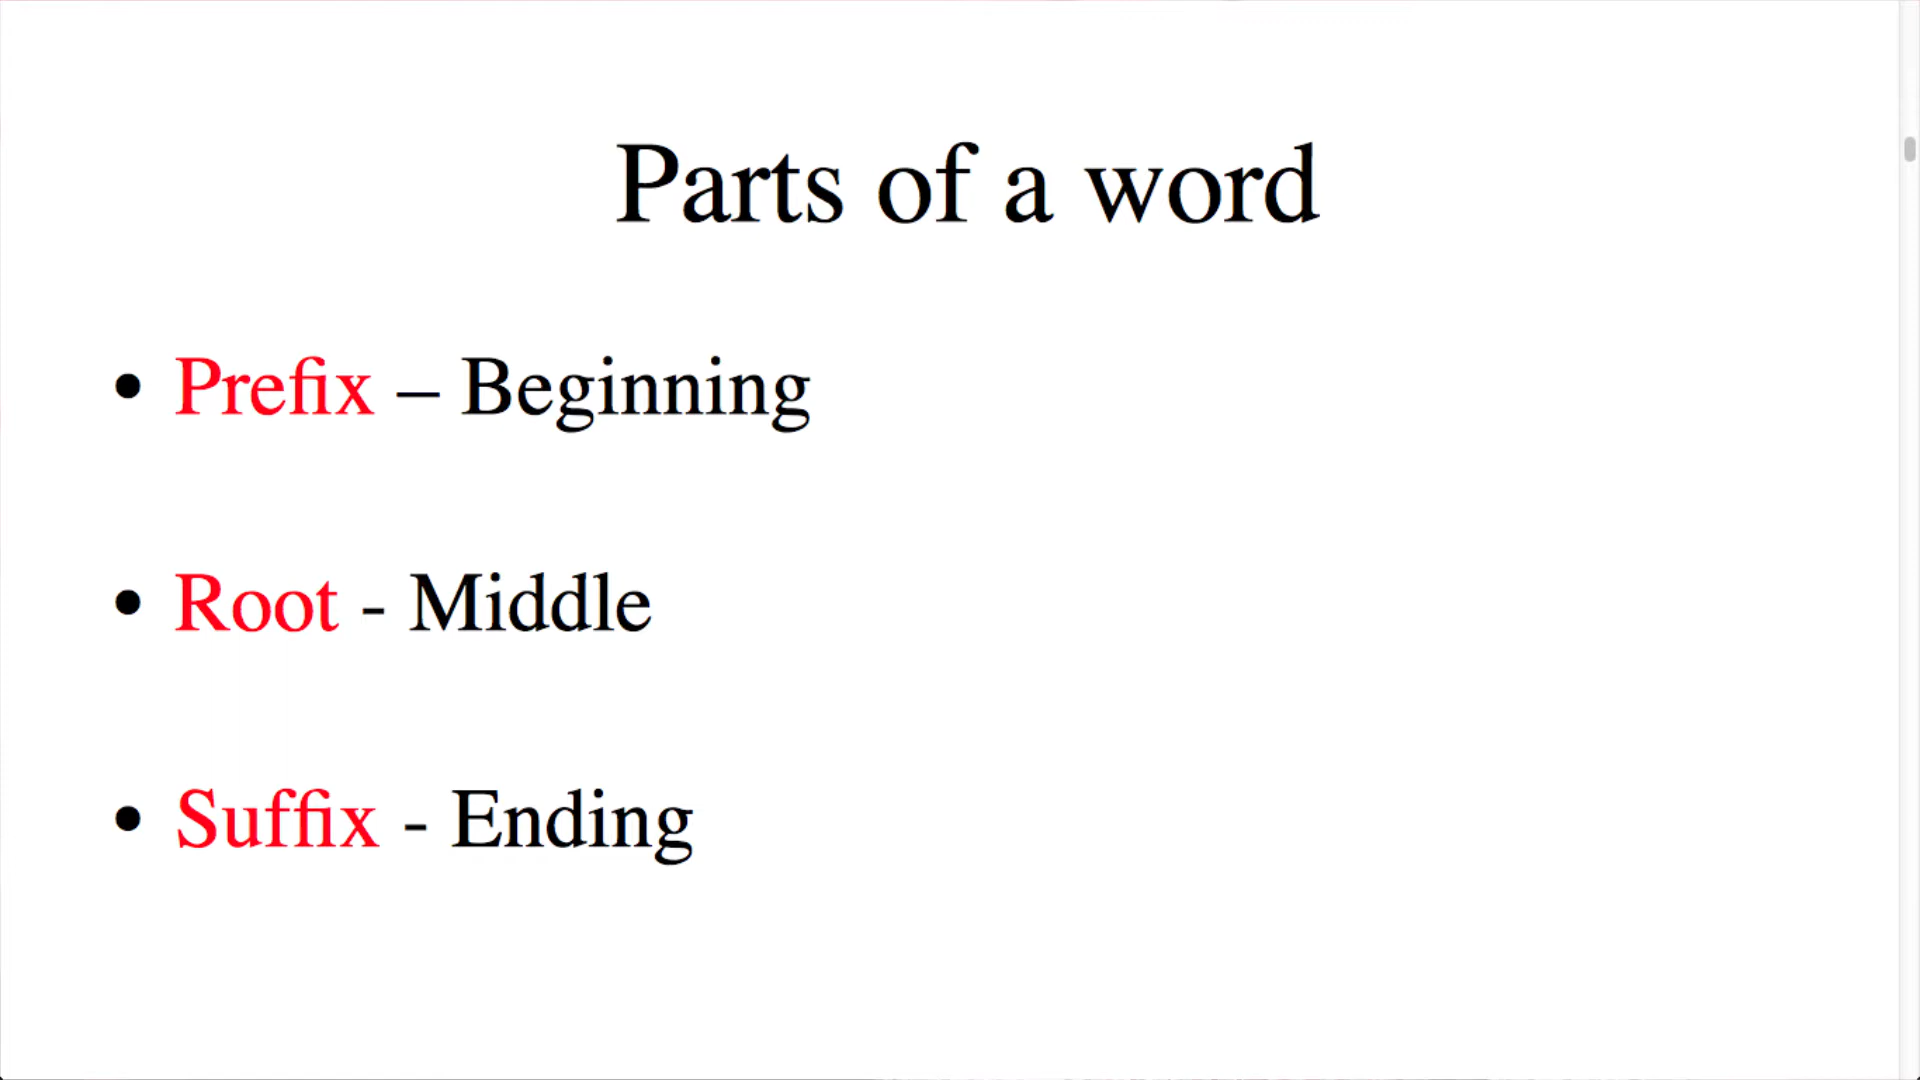 Parts of a word
• Prefix – Beginning
• Root - Middle
• Suffix - Ending